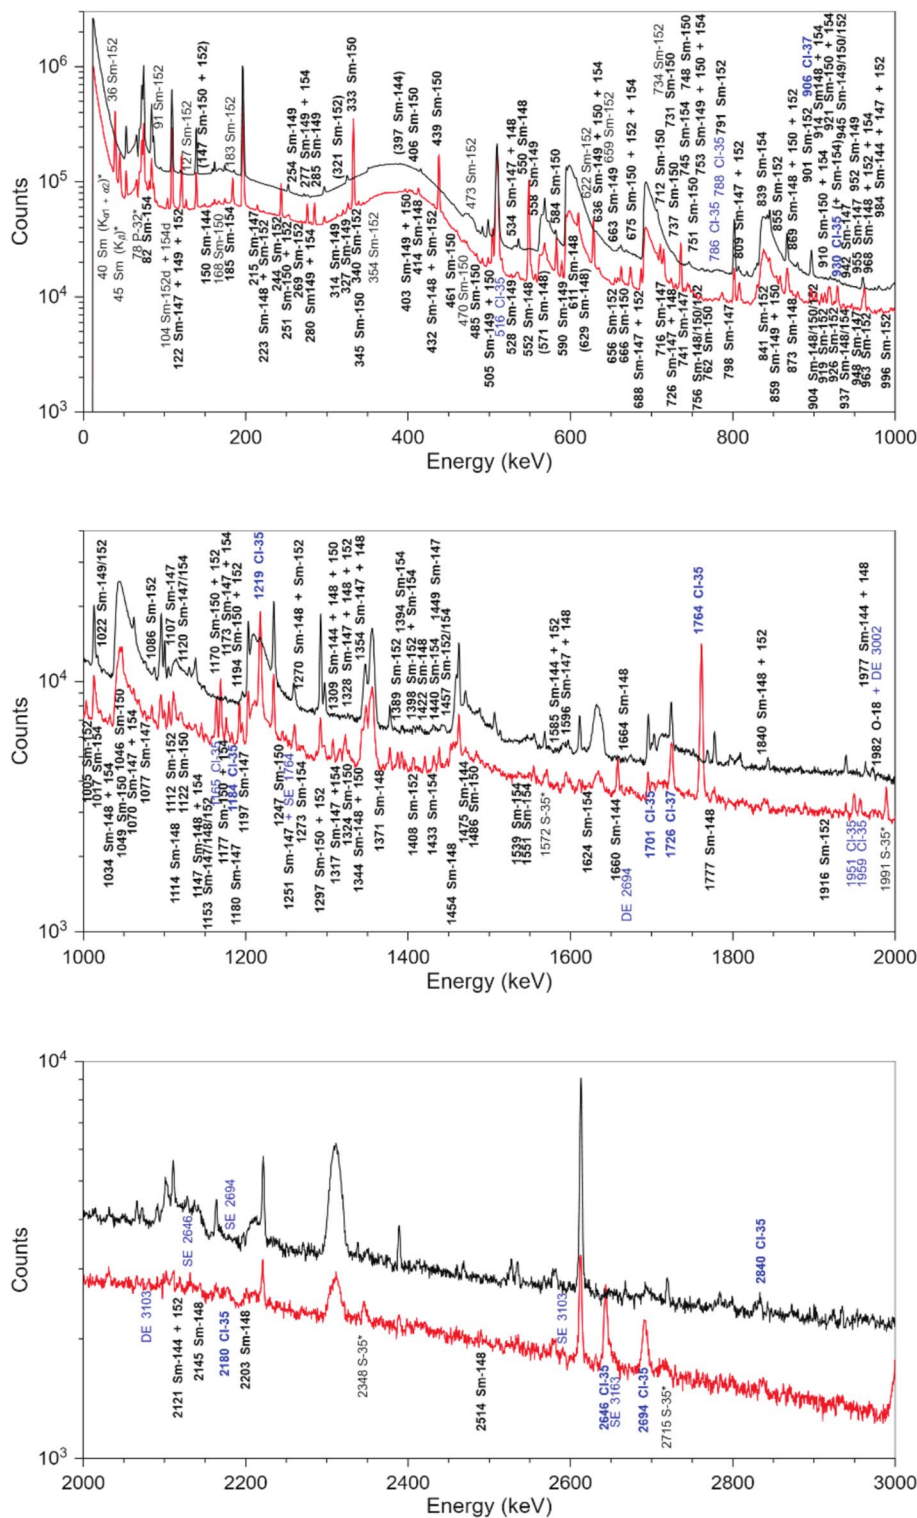 10⁶
10⁵
10⁴
10³
Counts
36 Sm-152
91 Sm-152
127 Sm-152
(147 Sm-150 + 152)
183 Sm-152
254 Sm-149
277 Sm-149 + 154
285 Sm-149
(321 Sm-152)
333 Sm-150
(397 Sm-144)
406 Sm-150
439 Sm-150
473 Sm-152
534 Sm-147 + 148
550 Sm-148
558 Sm-149
584 Sm-150
622 Sm-152
636 Sm-149 + 150 + 154
663 Sm-149
659 Sm-152
675 Sm-150 + 152 + 154
712 Sm-150
734 Sm-152
731 Sm-150
737 Sm-150
745 Sm-154
748 Sm-150
751 Sm-150
753 Sm-149 + 150 + 154
786 Cl-35
788 Cl-35
791 Sm-152
809 Sm-147 + 152
839 Sm-154
855 Sm-152
869 Sm-148 + 150 + 152
901 Sm-152
906 Cl-37
910 Sm-150 + 154
914 Sm148 + 154
921 Sm-150 + 154
930 Cl-35 (+
945 Sm-149/150/152
942 Sm-147
952 Sm-149
955 Sm-147
968 Sm-148 + 152 + 154
984 Sm-144 + 147 + 152
40 Sm (Kα1 + α2)*
45 Sm (Kβ)*
78 P-32*
82 Sm-154
104 Sm-152d + 154d
122 Sm-147 + 149 + 152
150 Sm-144
168 Sm-150
185 Sm-154
215 Sm-147
223 Sm-148 + 152
244 Sm-152
251 Sm-150 + 152
269 Sm-152
280 Sm149 + 154
314 Sm-149
327 Sm-149
340 Sm-152
345 Sm-150
354 Sm-152
403 Sm-149 + 150
414 Sm-148
432 Sm-148 + Sm-152
461 Sm-150
470 Sm-150
485 Sm-150
505 Sm-149 + 150
516 Cl-35
528 Sm-149
552 Sm-148
(571 Sm-148)
590 Sm-149
611 Sm-148
(629 Sm-148)
656 Sm-152
666 Sm-150
688 Sm-147 + 152
716 Sm-147
726 Sm-147 + 148
741 Sm-147
756 Sm-148/150/152
762 Sm-150
798 Sm-147
841 Sm-152
859 Sm-149 + 150
873 Sm-148
904 Sm-148/150/152
919 Sm-152
926 Sm-152
937 Sm-148/154
948 Sm-147
963 Sm-152
996 Sm-152
0 200 400 600 800 1000
Energy (keV)
10⁴
10³
Counts
1022 Sm-149/152
1086 Sm-152
1107 Sm-147
1120 Sm-147/154
1170 Sm-150 + 152
1173 Sm-147 + 154
1194 Sm-150 + 152
1219 Cl-35
1270 Sm-148 + Sm-152
1309 Sm-144 + 148 + 150
1328 Sm-147 + 148 + 152
1354 Sm-147 + 148
1389 Sm-152
1394 Sm-154
1398 Sm-152 + Sm-154
1422 Sm-148
1440 Sm-154
1449 Sm-147
1457 Sm-152/154
1585 Sm-144 + 152
1596 Sm-147 + 148
1664 Sm-148
1764 Cl-35
1840 Sm-148 + 152
1977 Sm-144 + 148
1982 O-18 + DE 3002
1005 Sm-152
1017 Sm-154
1034 Sm-148 + 154
1046 Sm-150
1049 Sm-150
1070 Sm-147 + 154
1077 Sm-147
1112 Sm-152
1114 Sm-148
1122 Sm-150
1147 Sm-148 + 154
1153 Sm-147/148/152
1165 Cl-35
1177 Sm-150 + 154
1180 Sm-147
1184 Cl-35
1197 Sm-147
1247 Sm-150
1251 Sm-147 + SE 1764
1273 Sm-154
1297 Sm-150 + 152
1317 Sm-147 +154
1324 Sm-150
1344 Sm-148 + 150
1371 Sm-148
1408 Sm-152
1433 Sm-154
1454 Sm-148
1475 Sm-144
1486 Sm-150
1539 Sm-154
1551 Sm-154
1572 S-35*
1624 Sm-154
1660 Sm-144
DE 2694
1701 Cl-35
1726 Cl-37
1777 Sm-148
1916 Sm-152
1951 Cl-35
1959 Cl-35
1991 S-35*
1000 1200 1400 1600 1800 2000
Energy (keV)
10⁴
10³
Counts
DE 3103
SE 2646
SE 2694
2121 Sm-144 + 152
2145 Sm-148
2180 Cl-35
2203 Sm-148
2348 S-35*
2514 Sm-148
SE 3103
2646 Cl-35
SE 3163
2694 Cl-35
2715 S-35*
2840 Cl-35
2000 2200 2400 2600 2800 3000
Energy (keV)